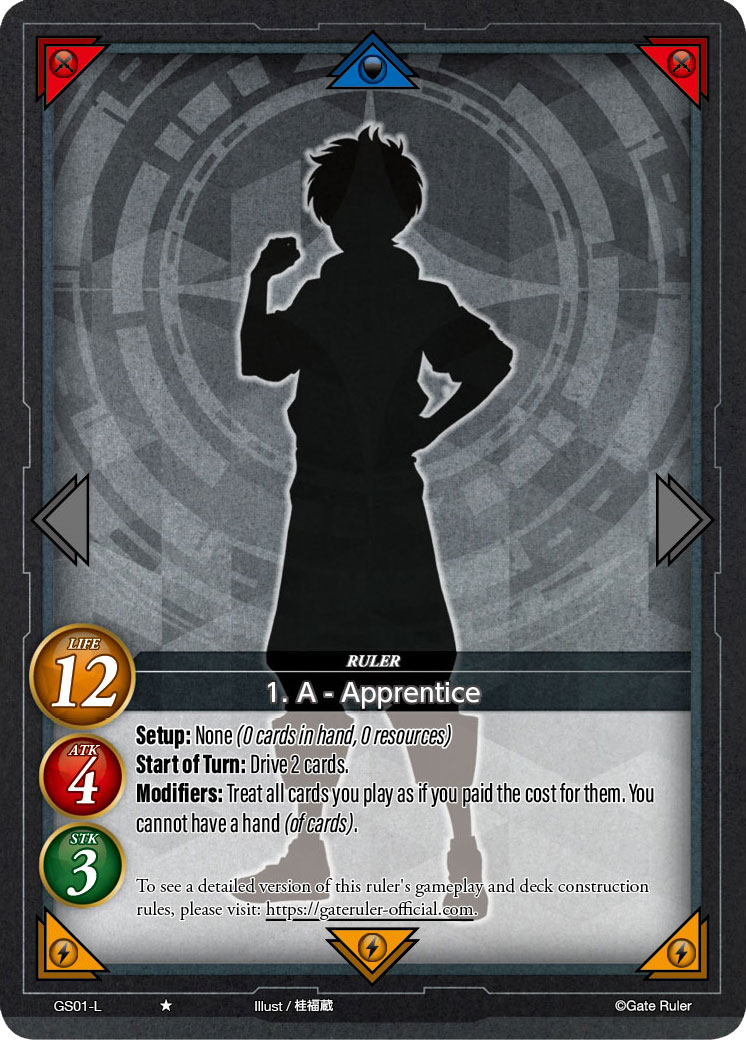 RULER
1. A - Apprentice
LIFE
12
ATK
4
STK
3
Setup: None (0 cards in hand, 0 resources)
Start of Turn: Drive 2 cards.
Modifiers: Treat all cards you play as if you paid the cost for them. You
cannot have a hand (of cards).
To see a detailed version of this ruler's gameplay and deck construction
rules, please visit: https://gateruler-official.com.
GS01-L ★ Illust / 桂福蔵 ©Gate Ruler